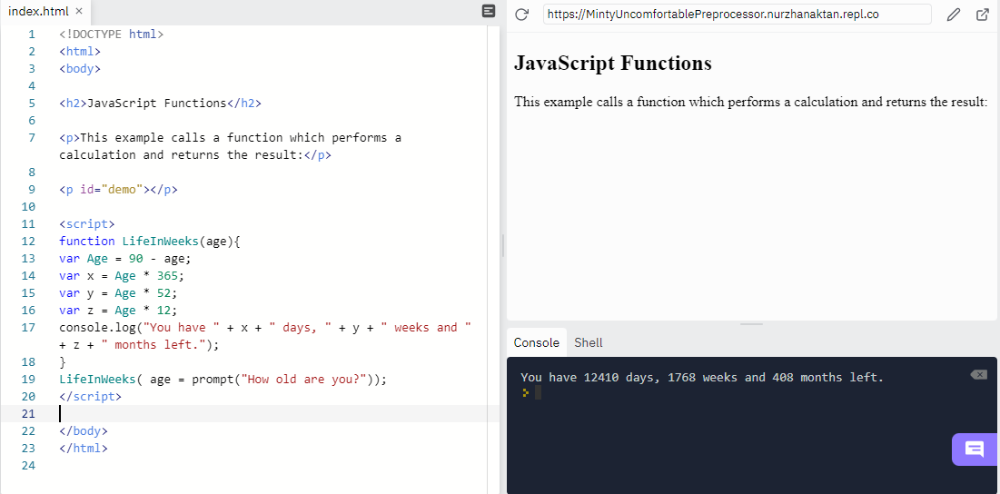 index.html ×
1 <!DOCTYPE html>
2 <html>
3 <body>
4
5 <h2>JavaScript Functions</h2>
6
7 <p>This example calls a function which performs a
calculation and returns the result:</p>
8
9 <p id="demo"></p>
10
11 <script>
12 function LifeInWeeks(age){
13 var Age = 90 - age;
14 var x = Age * 365;
15 var y = Age * 52;
16 var z = Age * 12;
17 console.log("You have " + x + " days, " + y + " weeks and "
+ z + " months left.");
18 }
19 LifeInWeeks( age = prompt("How old are you?"));
20 </script>
21
22 </body>
23 </html>
24
https://MintyUncomfortablePreprocessor.nurzhanaktan.repl.co
JavaScript Functions
This example calls a function which performs a calculation and returns the result:
Console Shell
You have 12410 days, 1768 weeks and 408 months left.